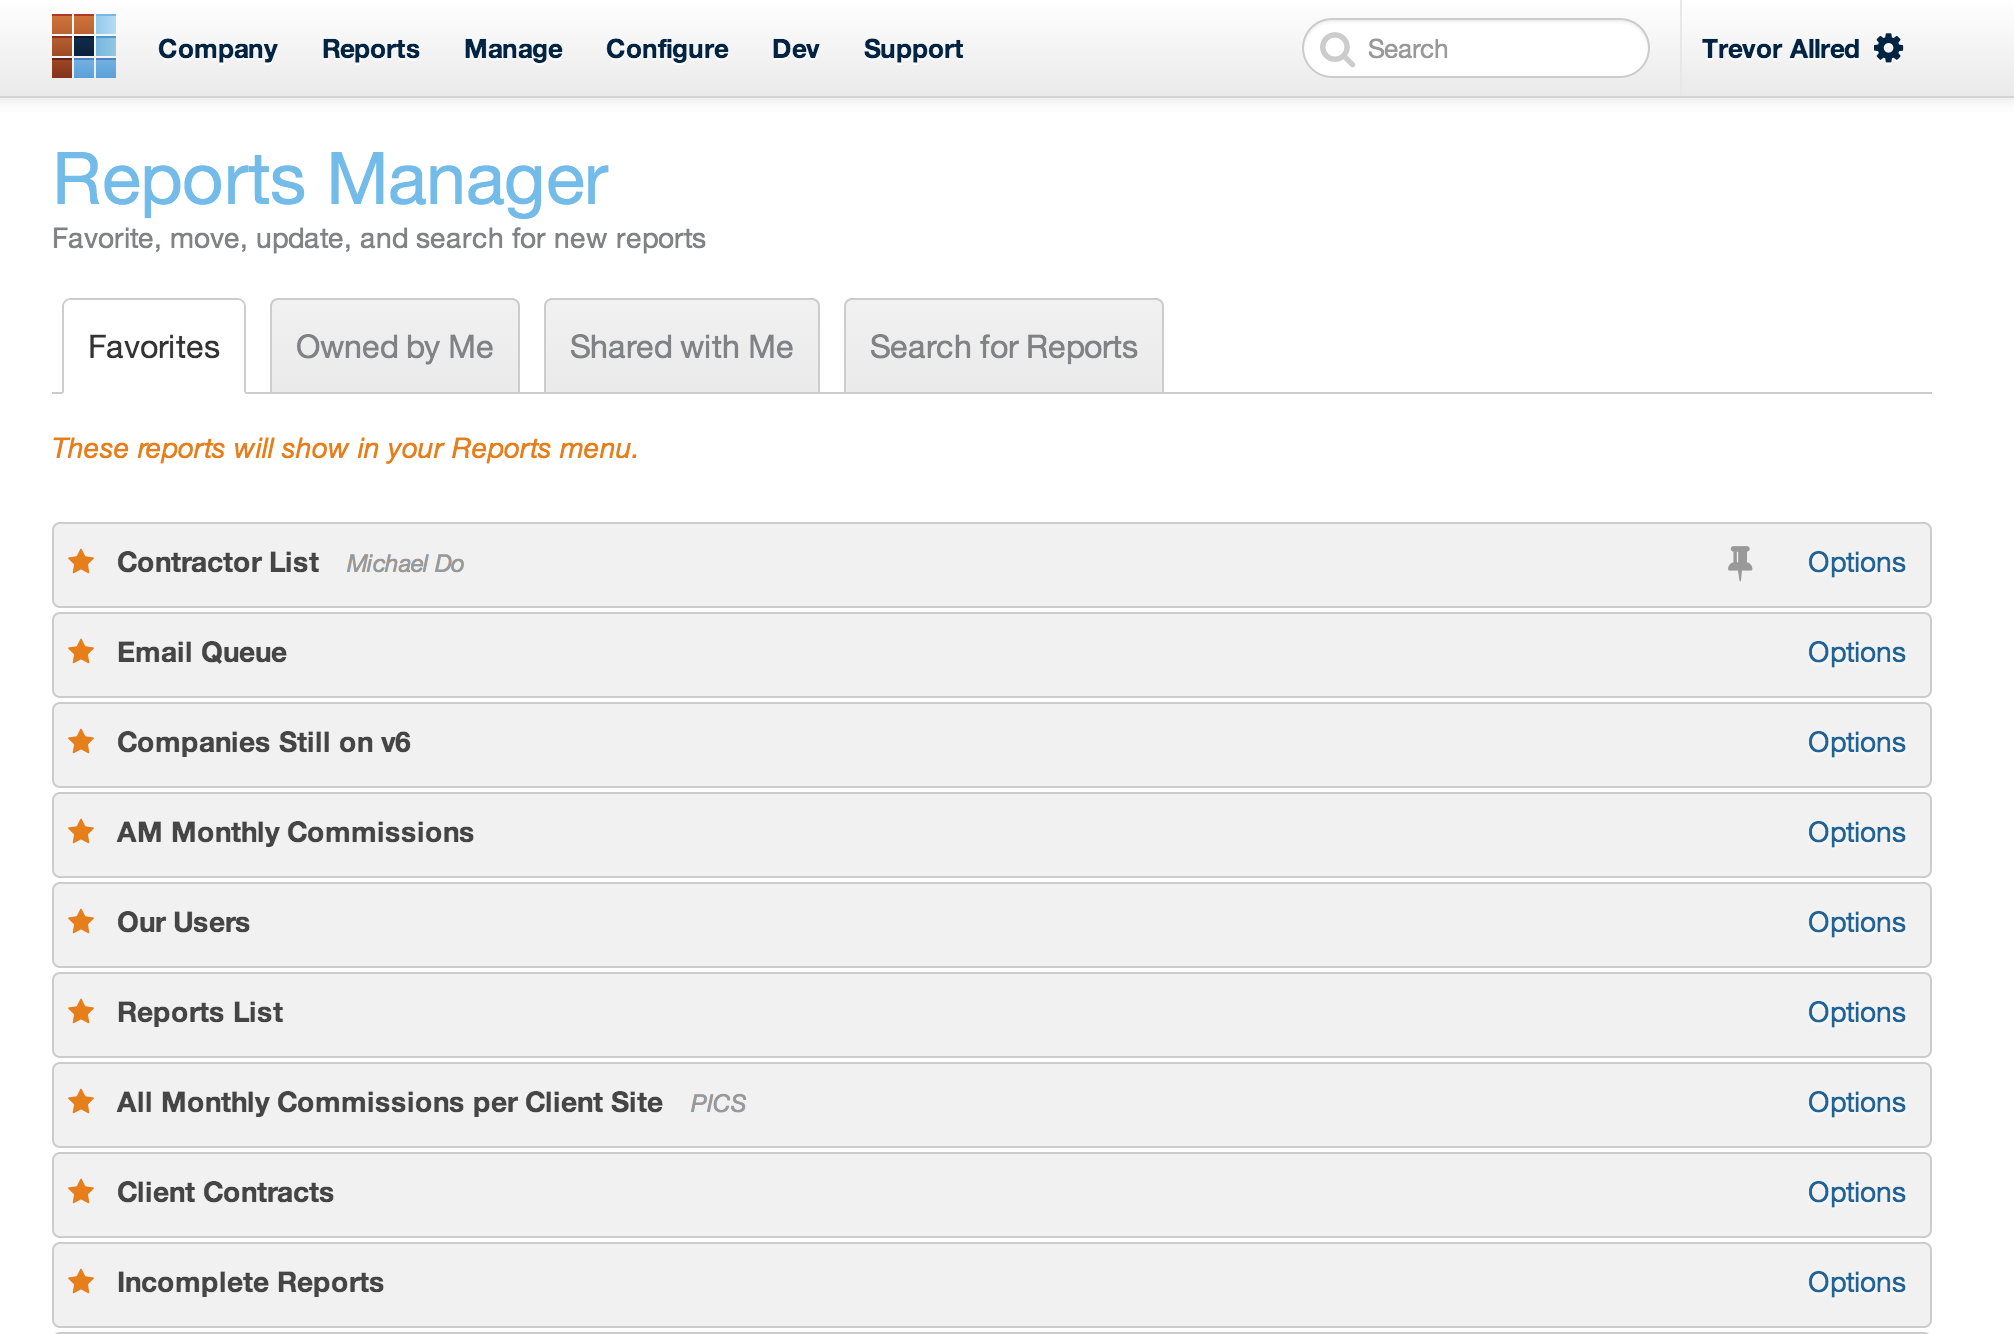 Company Reports Manage Configure Dev Support Search Trevor Allred
Reports Manager
Favorite, move, update, and search for new reports
Favorites Owned by Me Shared with Me Search for Reports
These reports will show in your Reports menu.
Contractor List Michael Do Options
Email Queue Options
Companies Still on v6 Options
AM Monthly Commissions Options
Our Users Options
Reports List Options
All Monthly Commissions per Client Site PICS Options
Client Contracts Options
Incomplete Reports Options